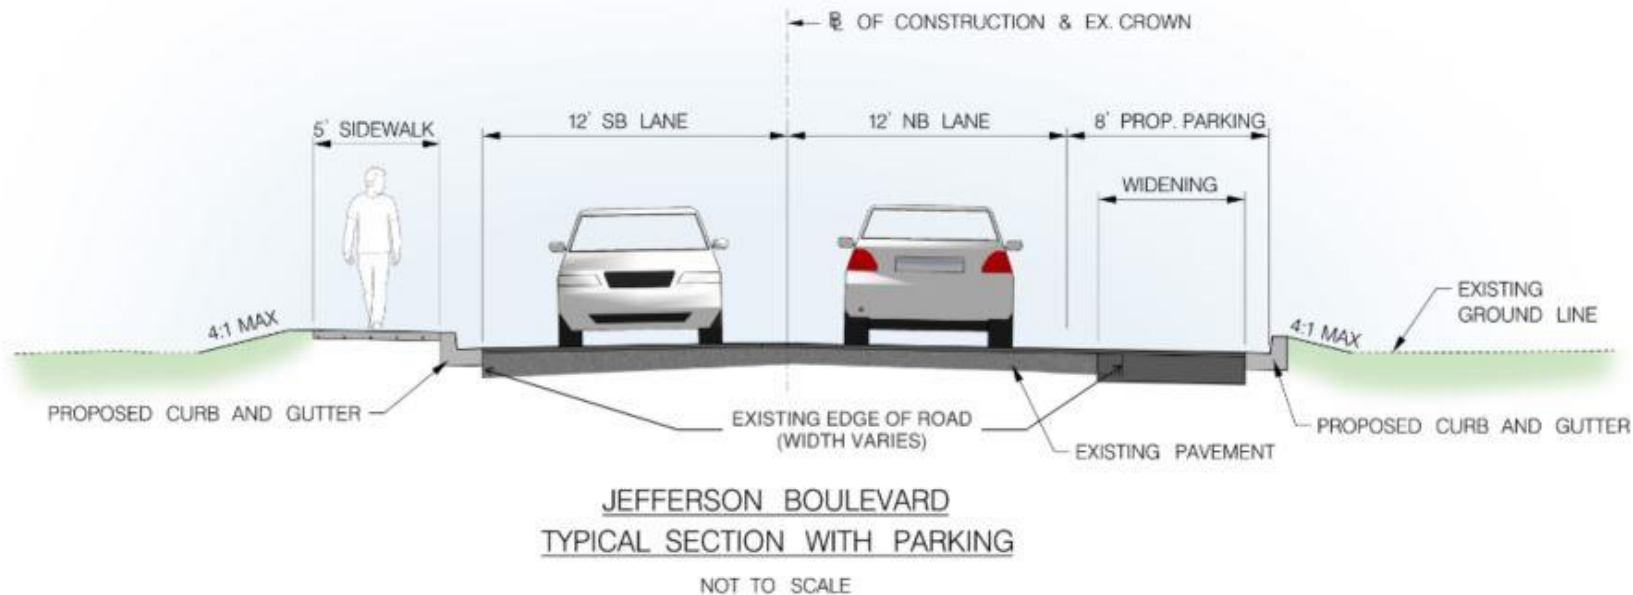 ℄ OF CONSTRUCTION & EX. CROWN
5' SIDEWALK
12' SB LANE
12' NB LANE
8' PROP. PARKING
WIDENING
4:1 MAX
4:1 MAX
EXISTING
GROUND LINE
PROPOSED CURB AND GUTTER
EXISTING EDGE OF ROAD
(WIDTH VARIES)
EXISTING PAVEMENT
PROPOSED CURB AND GUTTER
JEFFERSON BOULEVARD
TYPICAL SECTION WITH PARKING
NOT TO SCALE